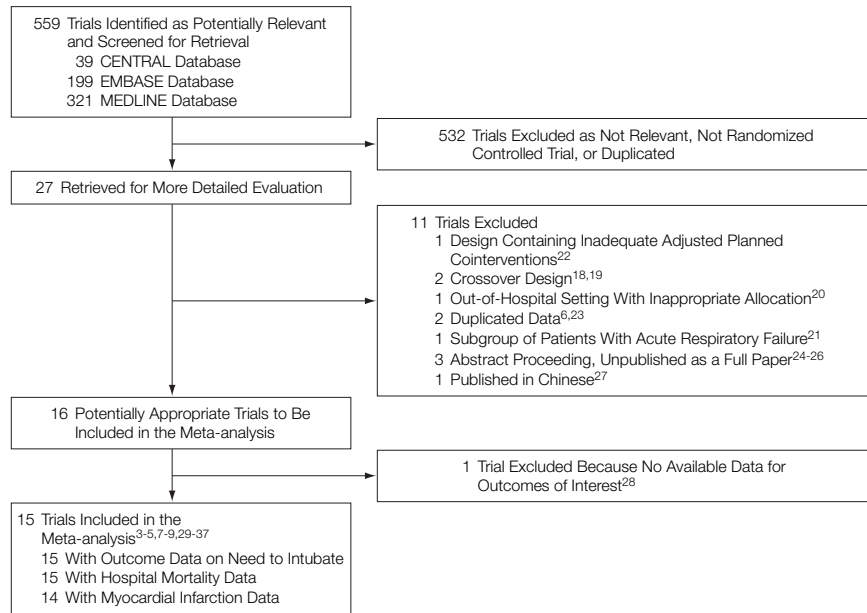 559 Trials Identified as Potentially Relevant
and Screened for Retrieval
39 CENTRAL Database
199 EMBASE Database
321 MEDLINE Database
532 Trials Excluded as Not Relevant, Not Randomized
Controlled Trial, or Duplicated
27 Retrieved for More Detailed Evaluation
11 Trials Excluded
1 Design Containing Inadequate Adjusted Planned
Cointerventions22
2 Crossover Design18,19
1 Out-of-Hospital Setting With Inappropriate Allocation20
2 Duplicated Data6,23
1 Subgroup of Patients With Acute Respiratory Failure21
3 Abstract Proceeding, Unpublished as a Full Paper24-26
1 Published in Chinese27
16 Potentially Appropriate Trials to Be
Included in the Meta-analysis
1 Trial Excluded Because No Available Data for
Outcomes of Interest28
15 Trials Included in the
Meta-analysis3-5,7-9,29-37
15 With Outcome Data on Need to Intubate
15 With Hospital Mortality Data
14 With Myocardial Infarction Data